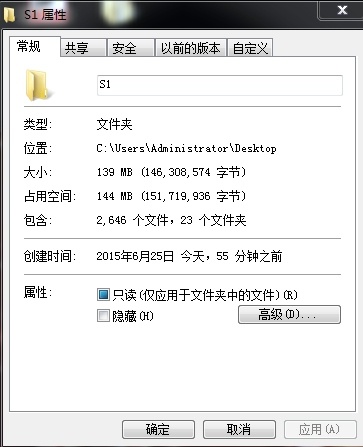 S1 属性
常规 共享 安全 以前的版本 自定义
S1
类型: 文件夹
位置: C:\Users\Administrator\Desktop
大小: 139 MB (146,308,574 字节)
占用空间: 144 MB (151,719,936 字节)
包含: 2,646 个文件，23 个文件夹
创建时间: 2015年6月25日 今天，55 分钟之前
属性: 只读(仅应用于文件夹中的文件)(R)
隐藏(H) 高级(D)...
确定 取消 应用(A)